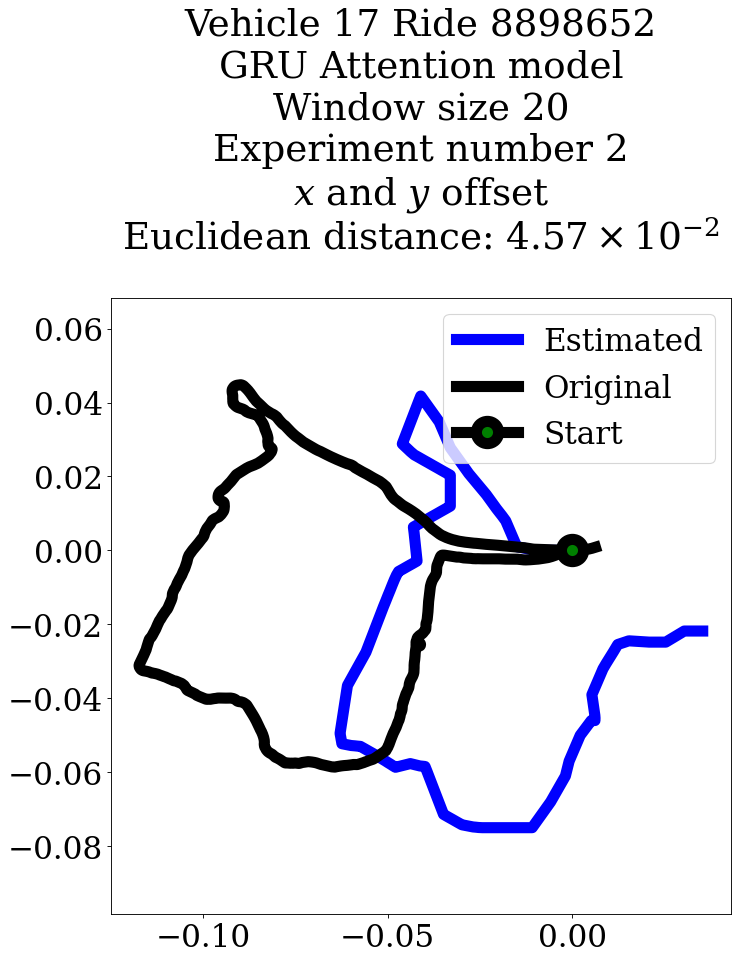 Vehicle 17 Ride 8898652
GRU Attention model
Window size 20
Experiment number 2
x and y offset
Euclidean distance: 4.57 × 10⁻²
Estimated
Original
Start
0.06
0.04
0.02
0.00
−0.02
−0.04
−0.06
−0.08
−0.10 −0.05 0.00